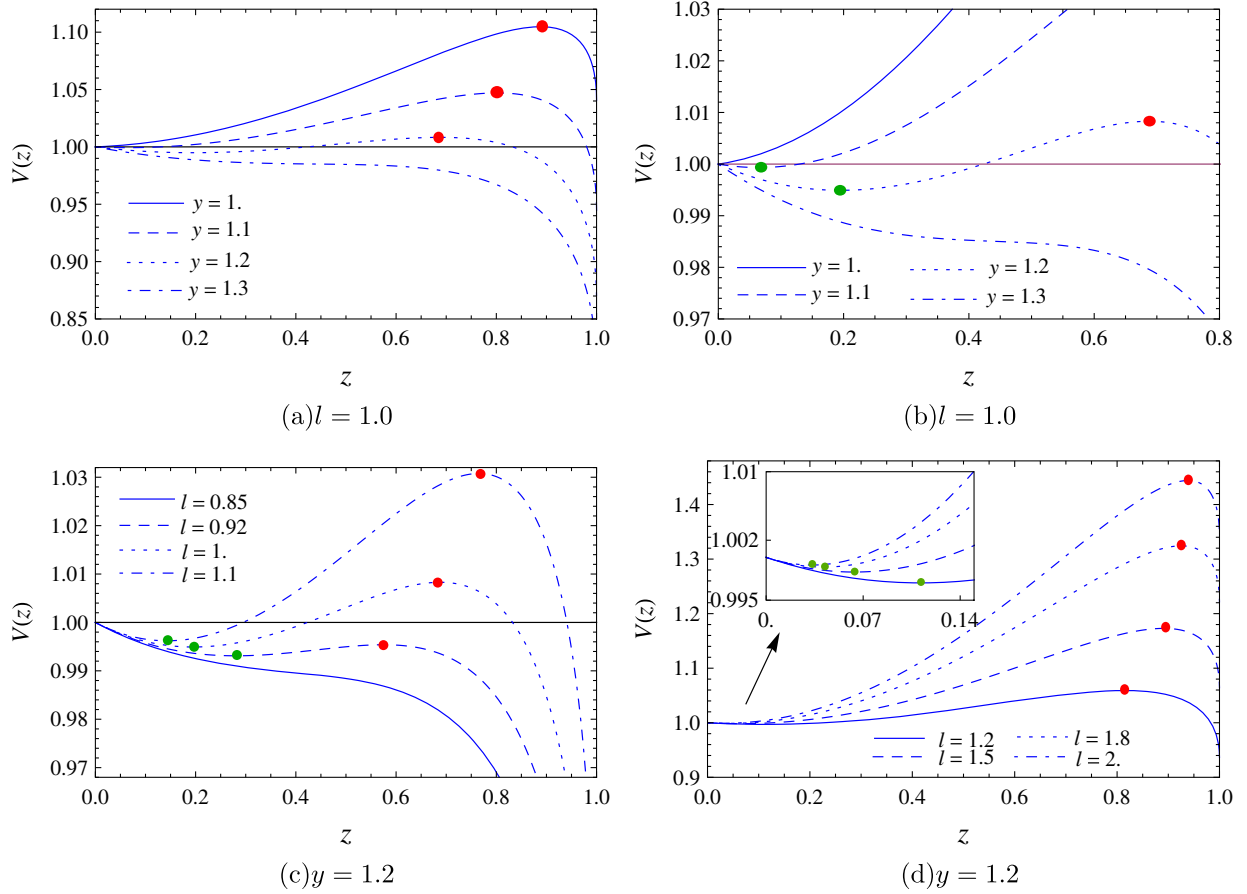 1.10
1.05
1.00
0.95
0.90
0.85
V(z)
y = 1.
y = 1.1
y = 1.2
y = 1.3
0.0 0.2 0.4 0.6 0.8 1.0
z
(a)l = 1.0
1.03
1.02
1.01
1.00
0.99
0.98
0.97
V(z)
y = 1. y = 1.2
y = 1.1 y = 1.3
0.0 0.2 0.4 0.6 0.8
z
(b)l = 1.0
1.03
1.02
1.01
1.00
0.99
0.98
0.97
V(z)
l = 0.85
l = 0.92
l = 1.
l = 1.1
0.0 0.2 0.4 0.6 0.8 1.0
z
(c)y = 1.2
1.4
1.3
1.2
1.1
1.0
0.9
V(z)
1.01
1.002
0.995
0. 0.07 0.14
l = 1.2 l = 1.8
l = 1.5 l = 2.
0.0 0.2 0.4 0.6 0.8 1.0
z
(d)y = 1.2